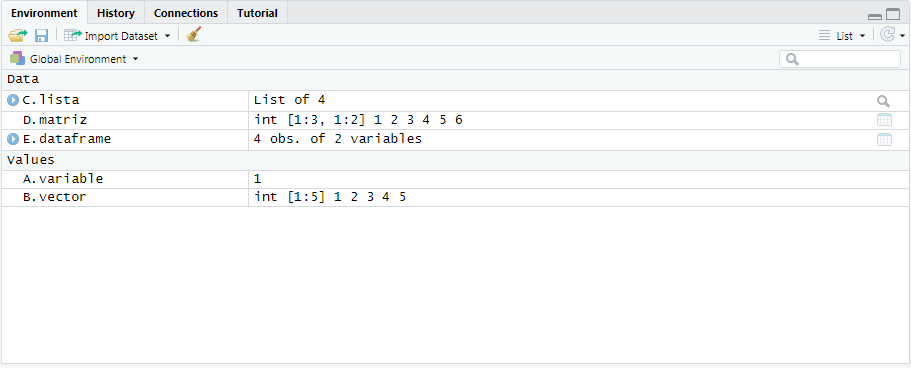 Environment History Connections Tutorial
Import Dataset List
Global Environment
Data
C.lista List of 4
D.matriz int [1:3, 1:2] 1 2 3 4 5 6
E.dataframe 4 obs. of 2 variables
Values
A.variable 1
B.vector int [1:5] 1 2 3 4 5